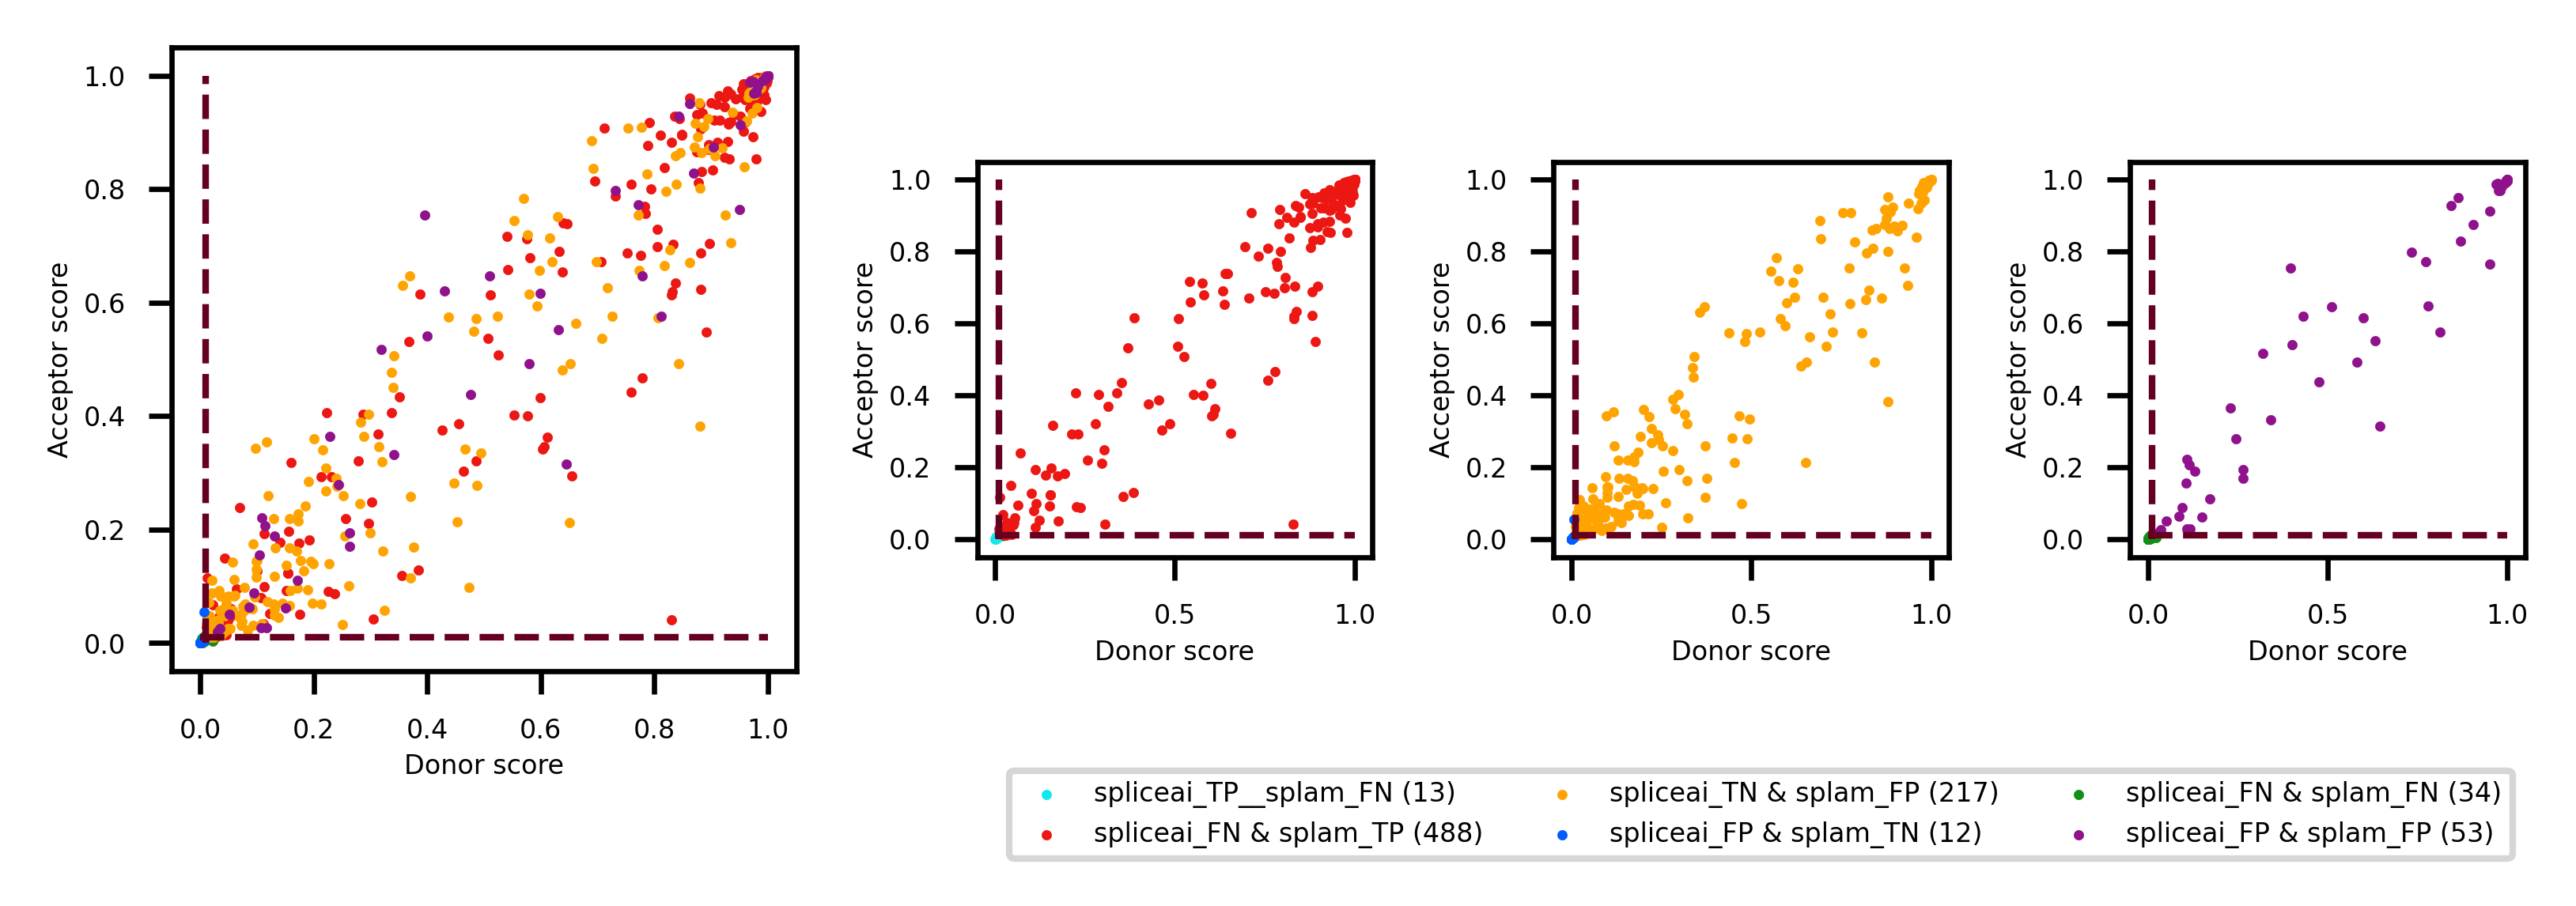 1.0
0.8
0.6
0.4
0.2
0.0
Acceptor score
0.0 0.2 0.4 0.6 0.8 1.0
Donor score
1.0
0.8
0.6
0.4
0.2
0.0
Acceptor score
0.0 0.5 1.0
Donor score
1.0
0.8
0.6
0.4
0.2
0.0
Acceptor score
0.0 0.5 1.0
Donor score
1.0
0.8
0.6
0.4
0.2
0.0
Acceptor score
0.0 0.5 1.0
Donor score
spliceai_TP__splam_FN (13)
spliceai_FN & splam_TP (488)
spliceai_TN & splam_FP (217)
spliceai_FP & splam_TN (12)
spliceai_FN & splam_FN (34)
spliceai_FP & splam_FP (53)